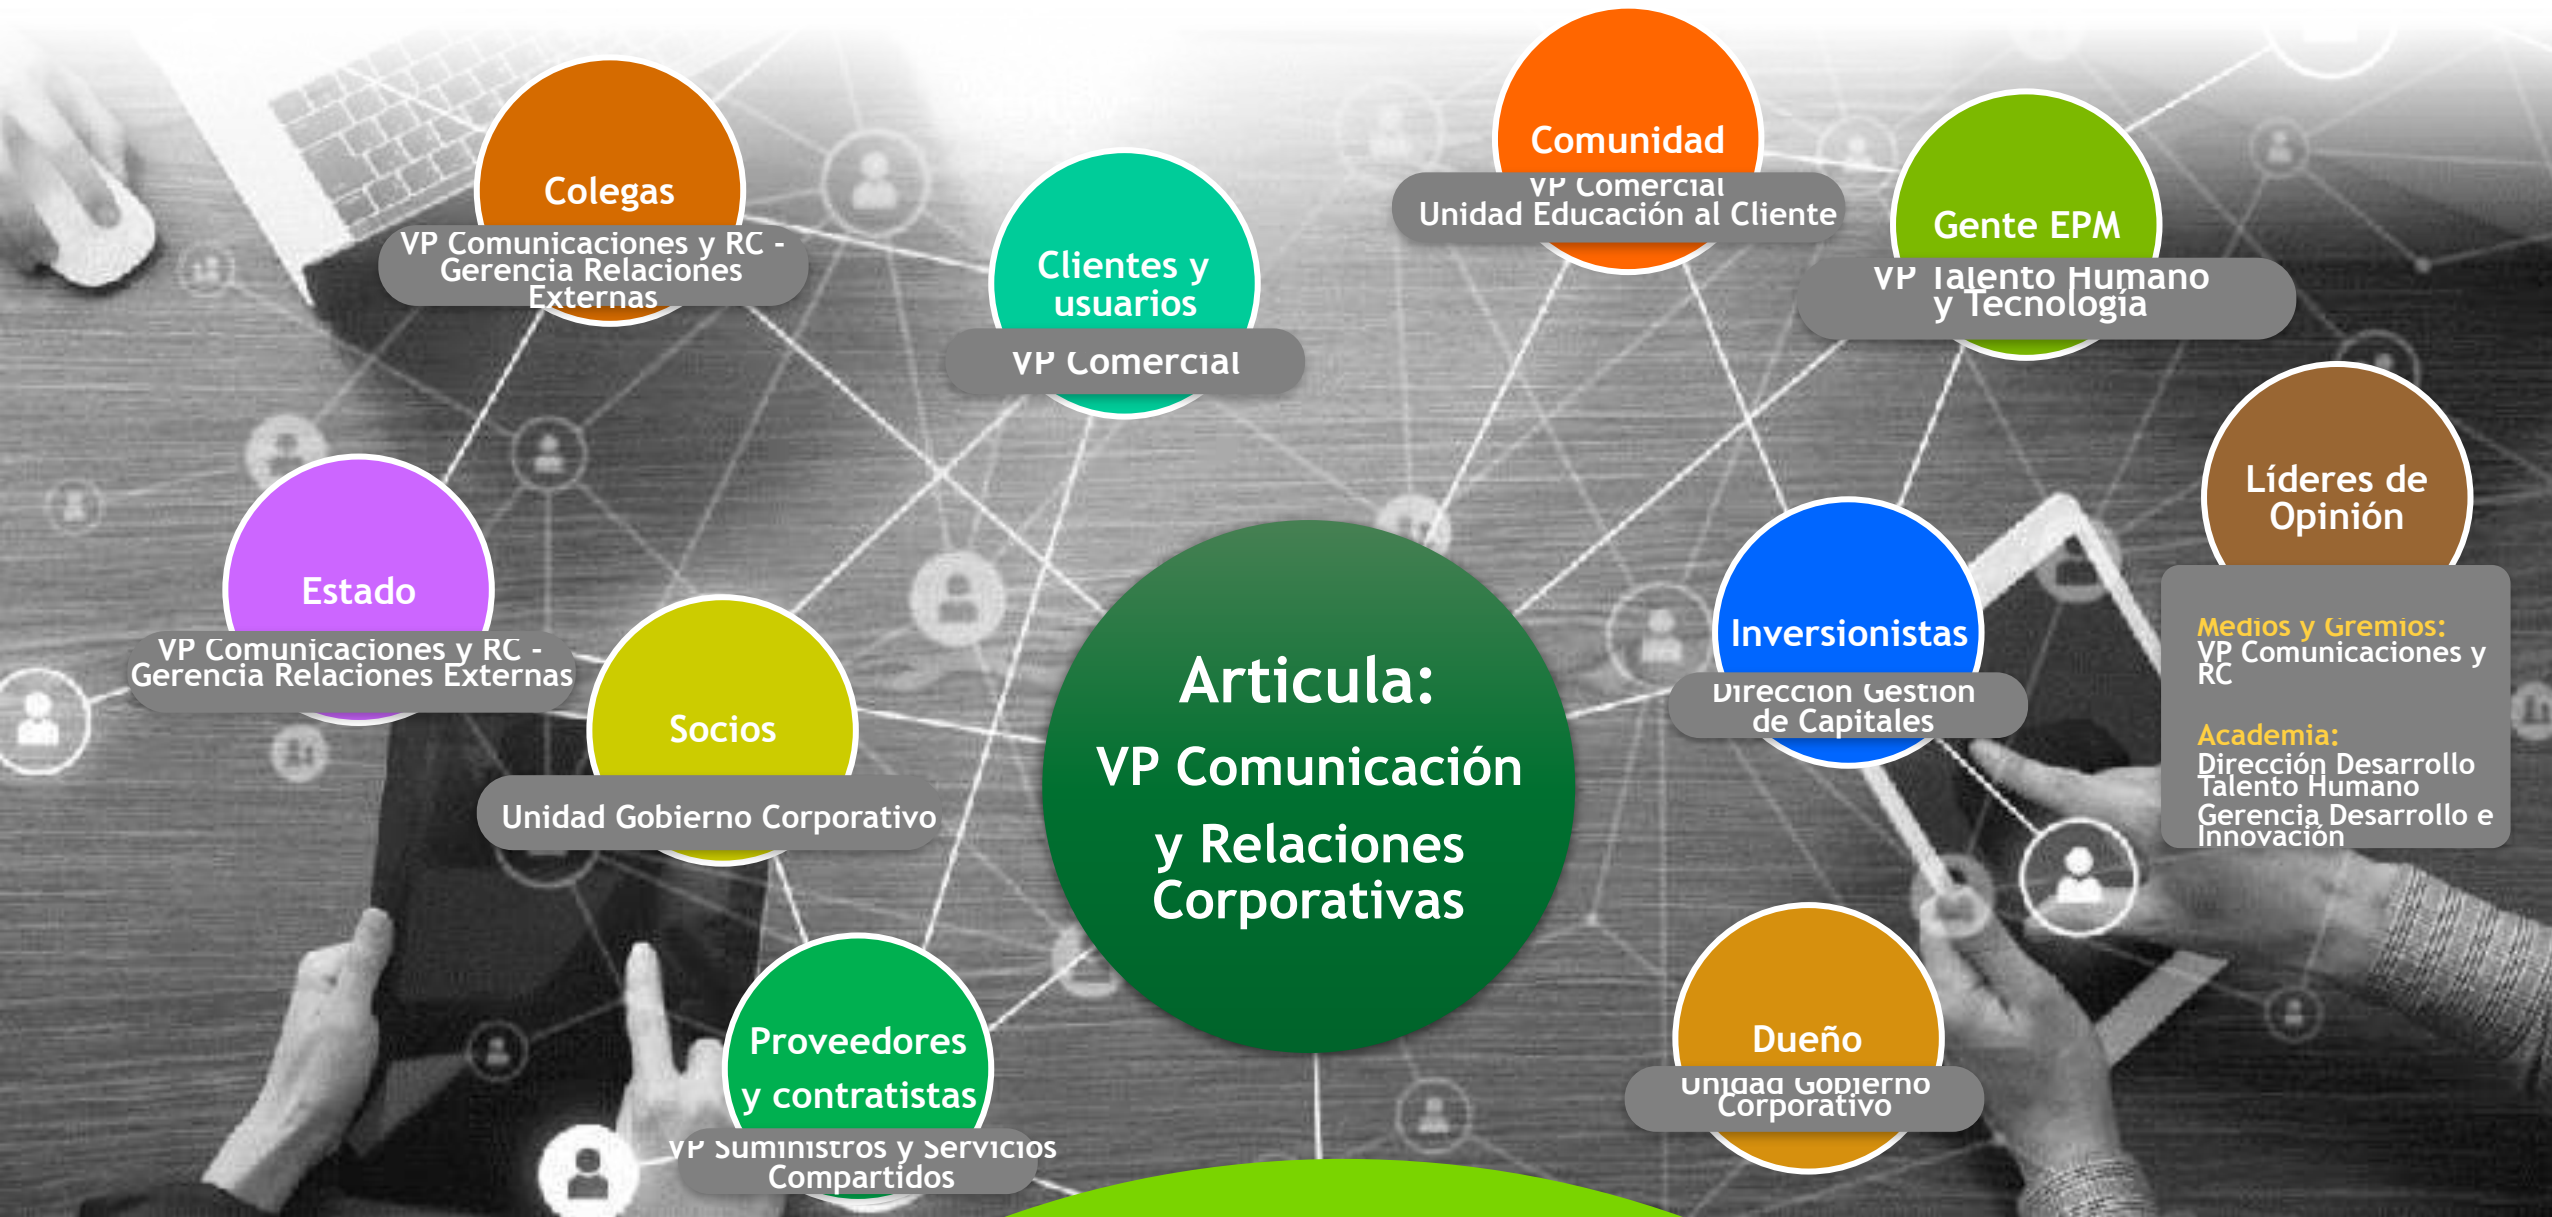 Colegas
VP Comunicaciones y RC -
Gerencia Relaciones
Externas
Clientes y
usuarios
VP Comercial
Comunidad
VP Comercial
Unidad Educación al Cliente
Gente EPM
VP Talento Humano
y Tecnología
Líderes de
Opinión
Medios y Gremios:
VP Comunicaciones y
RC
Academia:
Dirección Desarrollo
Talento Humano
Gerencia Desarrollo e
Innovación
Estado
VP Comunicaciones y RC -
Gerencia Relaciones Externas
Socios
Unidad Gobierno Corporativo
Articula:
VP Comunicación
y Relaciones
Corporativas
Inversionistas
Dirección Gestión
de Capitales
Proveedores
y contratistas
VP Suministros y Servicios
Compartidos
Dueño
Unidad Gobierno
Corporativo